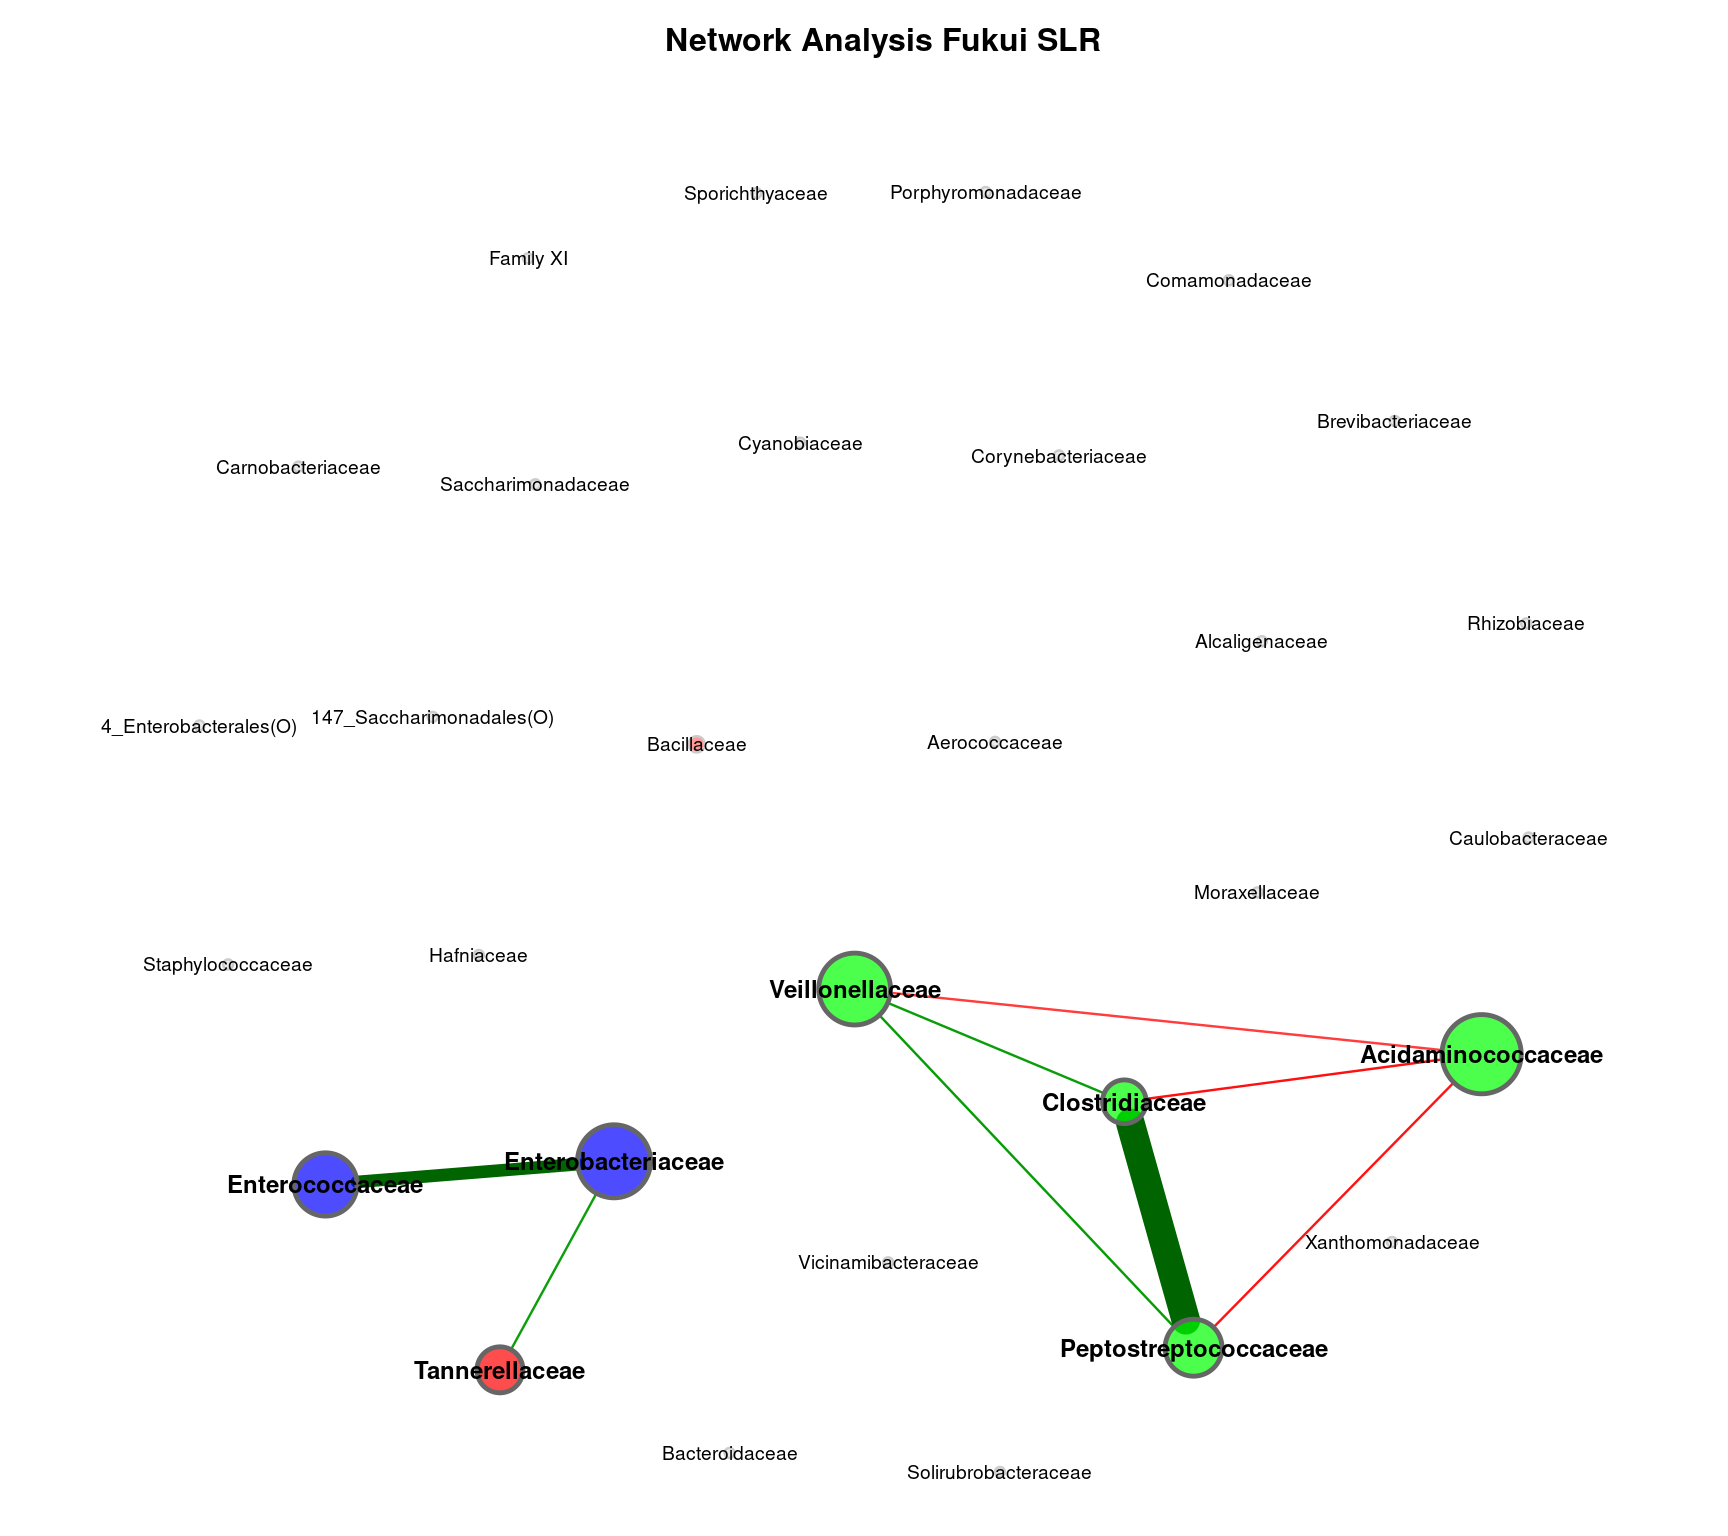 Network Analysis Fukui SLR
Sporichthyaceae
Porphyromonadaceae
Family XI
Comamonadaceae
Brevibacteriaceae
Cyanobiaceae
Corynebacteriaceae
Carnobacteriaceae
Saccharimonadaceae
Rhizobiaceae
Alcaligenaceae
147_Saccharimonadales(O)
4_Enterobacterales(O)
Bacillaceae
Aerococcaceae
Caulobacteraceae
Moraxellaceae
Hafniaceae
Staphylococcaceae
Veillonellaceae
Acidaminococcaceae
Clostridiaceae
Enterobacteriaceae
Enterococcaceae
Xanthomonadaceae
Vicinamibacteraceae
Peptostreptococcaceae
Tannerellaceae
Bacteroidaceae
Solirubrobacteraceae